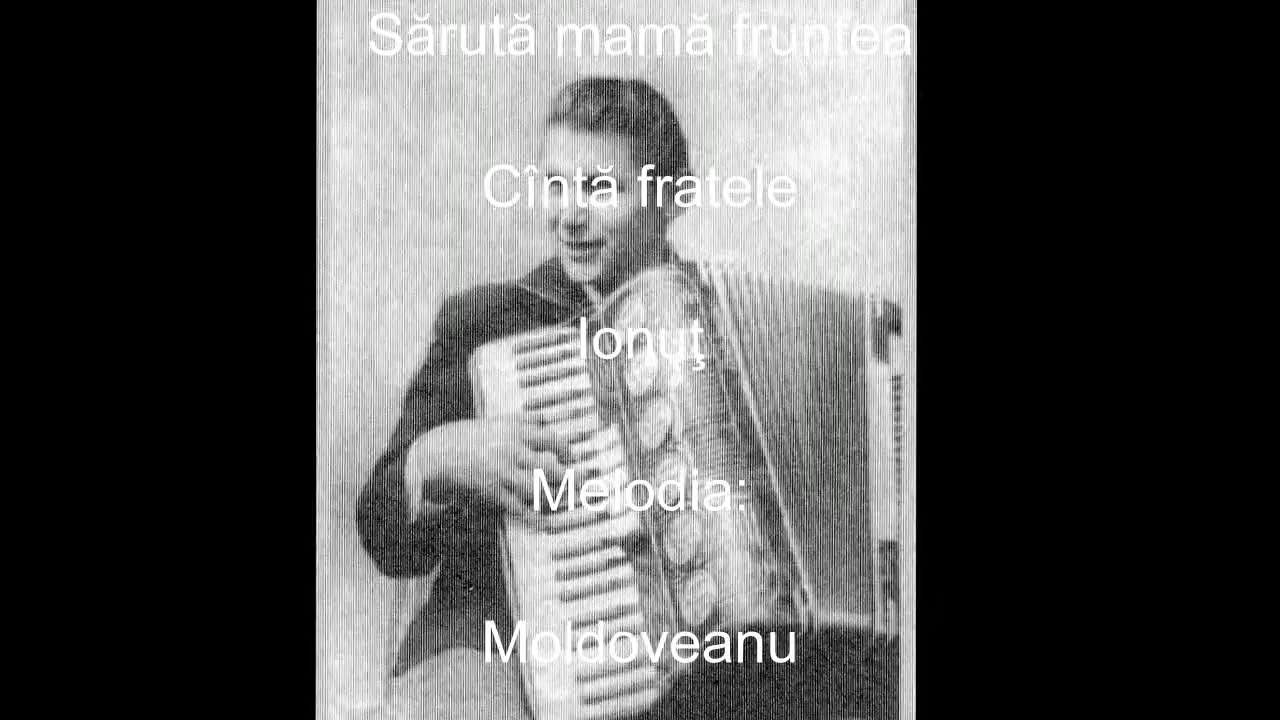 Sărută mamă fruntea
Cîntă fratele
Ionuţ
Melodia:
Moldoveanu